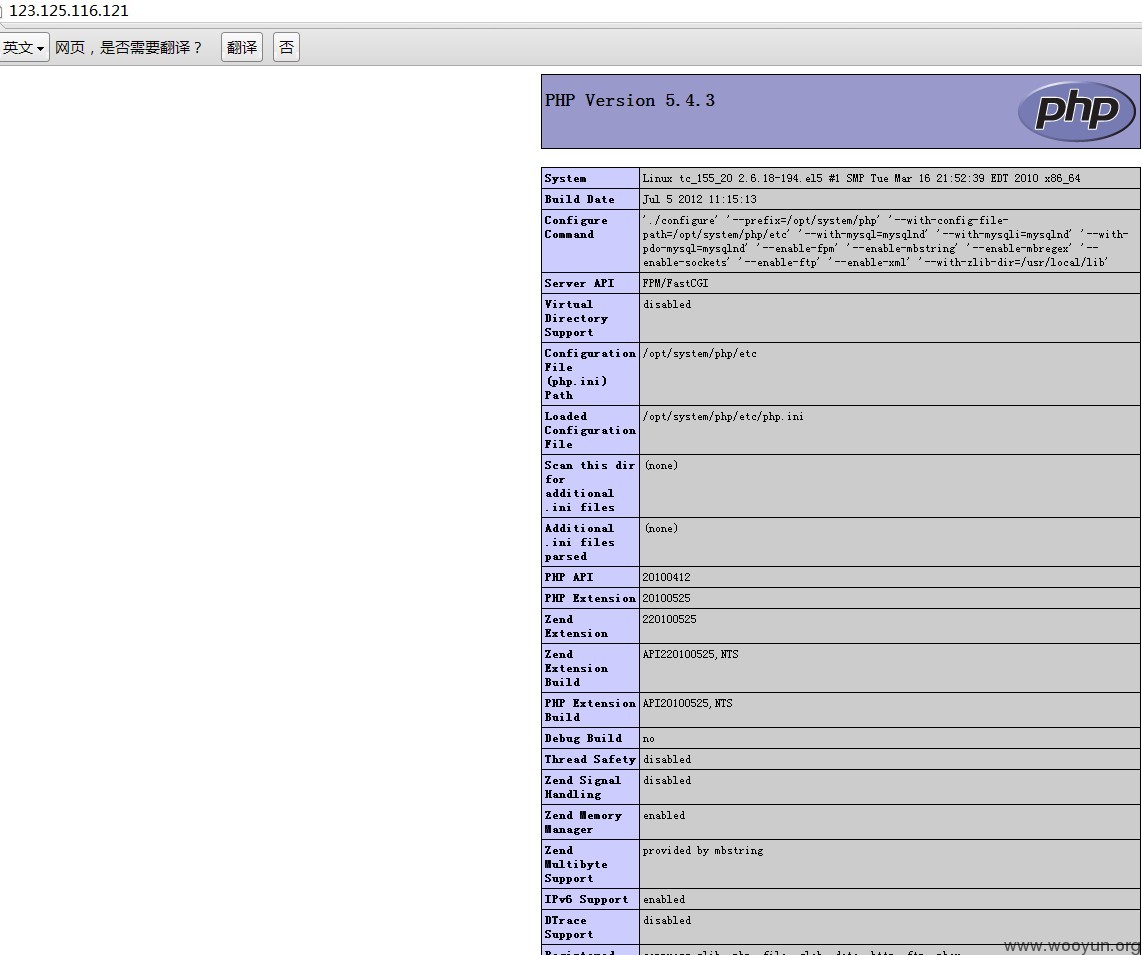 123.125.116.121
英文 网页，是否需要翻译？ 翻译 否
PHP Version 5.4.3
php
System Linux tc_155_20 2.6.18-194.el5 #1 SMP Tue Mar 16 21:52:39 EDT 2010 x86_64
Build Date Jul 5 2012 11:15:13
Configure Command
'./configure' '--prefix=/opt/system/php' '--with-config-file-
path=/opt/system/php/etc' '--with-mysql=mysqlnd' '--with-mysqli=mysqlnd' '--with-
pdo-mysql=mysqlnd' '--enable-fpm' '--enable-mbstring' '--enable-mbregex' '--
enable-sockets' '--enable-ftp' '--enable-xml' '--with-zlib-dir=/usr/local/lib'
Server API FPM/FastCGI
Virtual
Directory
Support
disabled
Configuration
File
(php.ini)
Path
/opt/system/php/etc
Loaded
Configuration
File
/opt/system/php/etc/php.ini
Scan this dir
for
additional
.ini files
(none)
Additional
.ini files
parsed
(none)
PHP API 20100412
PHP Extension 20100525
Zend
Extension
220100525
Zend
Extension
Build
API220100525,NTS
PHP Extension
Build
API20100525,NTS
Debug Build no
Thread Safety disabled
Zend Signal
Handling
disabled
Zend Memory
Manager
enabled
Zend
Multibyte
Support
provided by mbstring
IPv6 Support enabled
DTrace
Support
disabled
Registered
www.wooyun.org